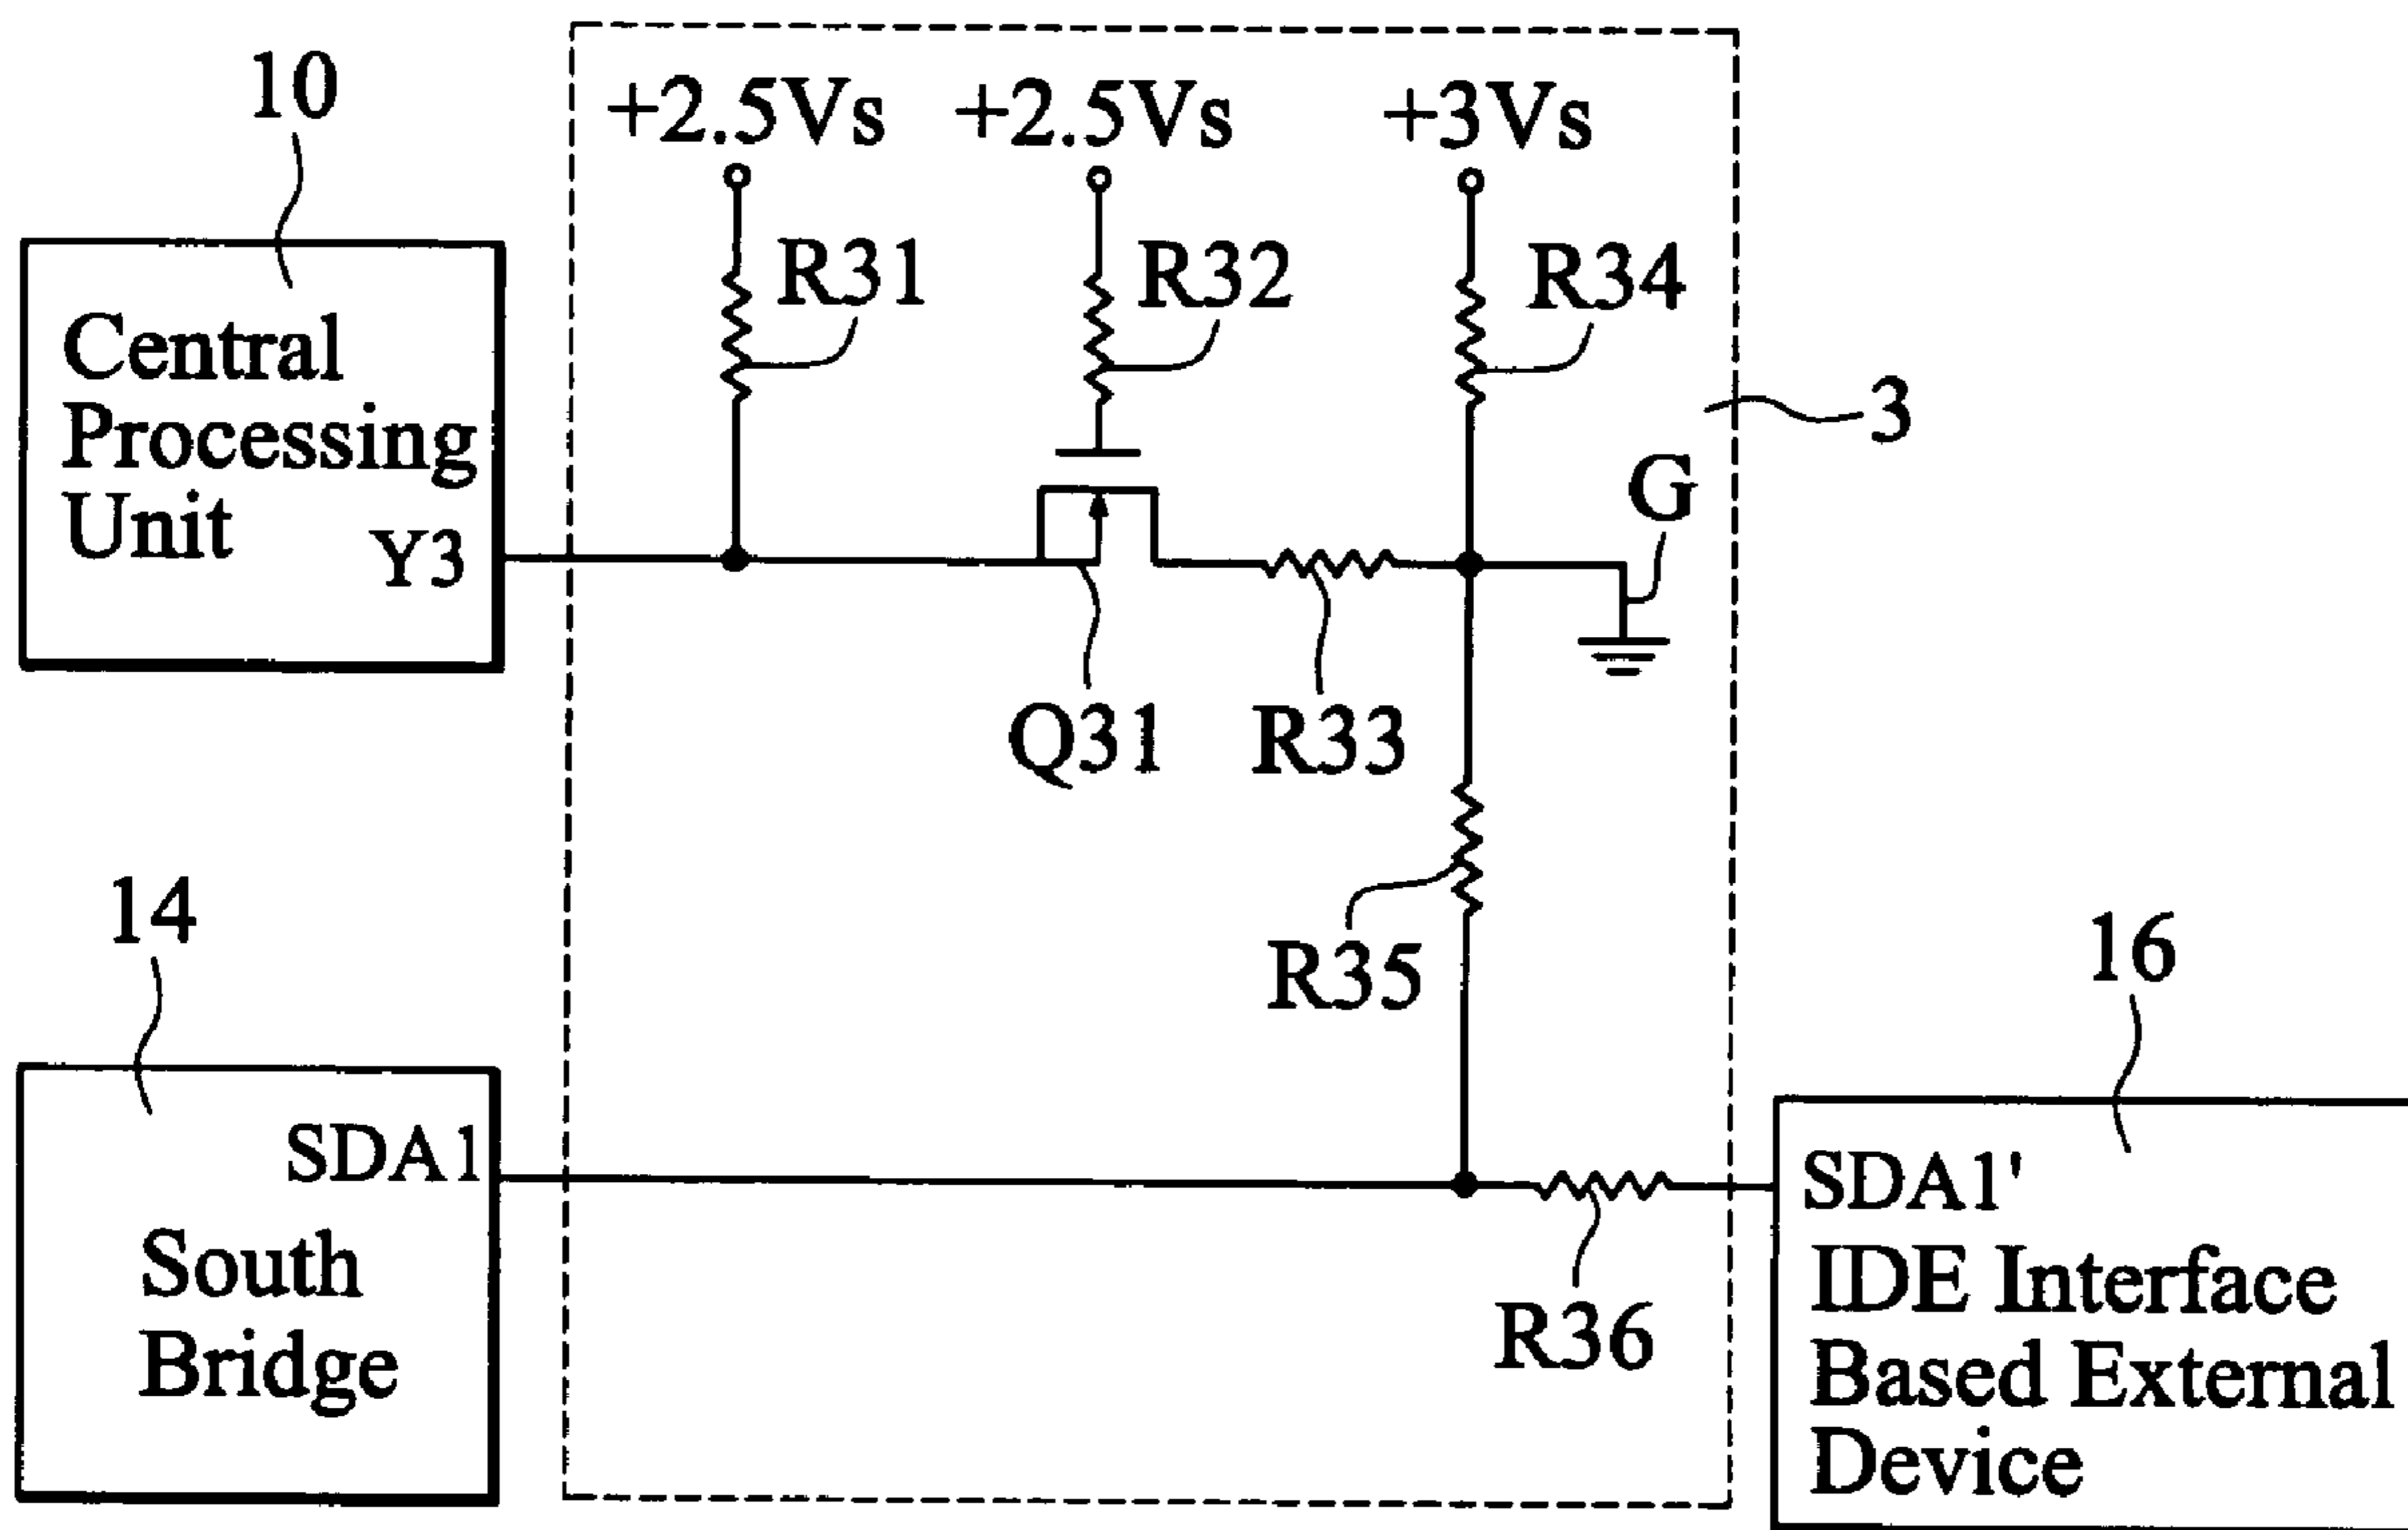 10
+2.5Vs +2.5Vs +3Vs
R31 R32 R34
Central
Processing
Unit
Y3
3
G
Q31 R33
R35
14
16
SDA1
South
Bridge
SDA1'
IDE Interface
Based External
Device
R36